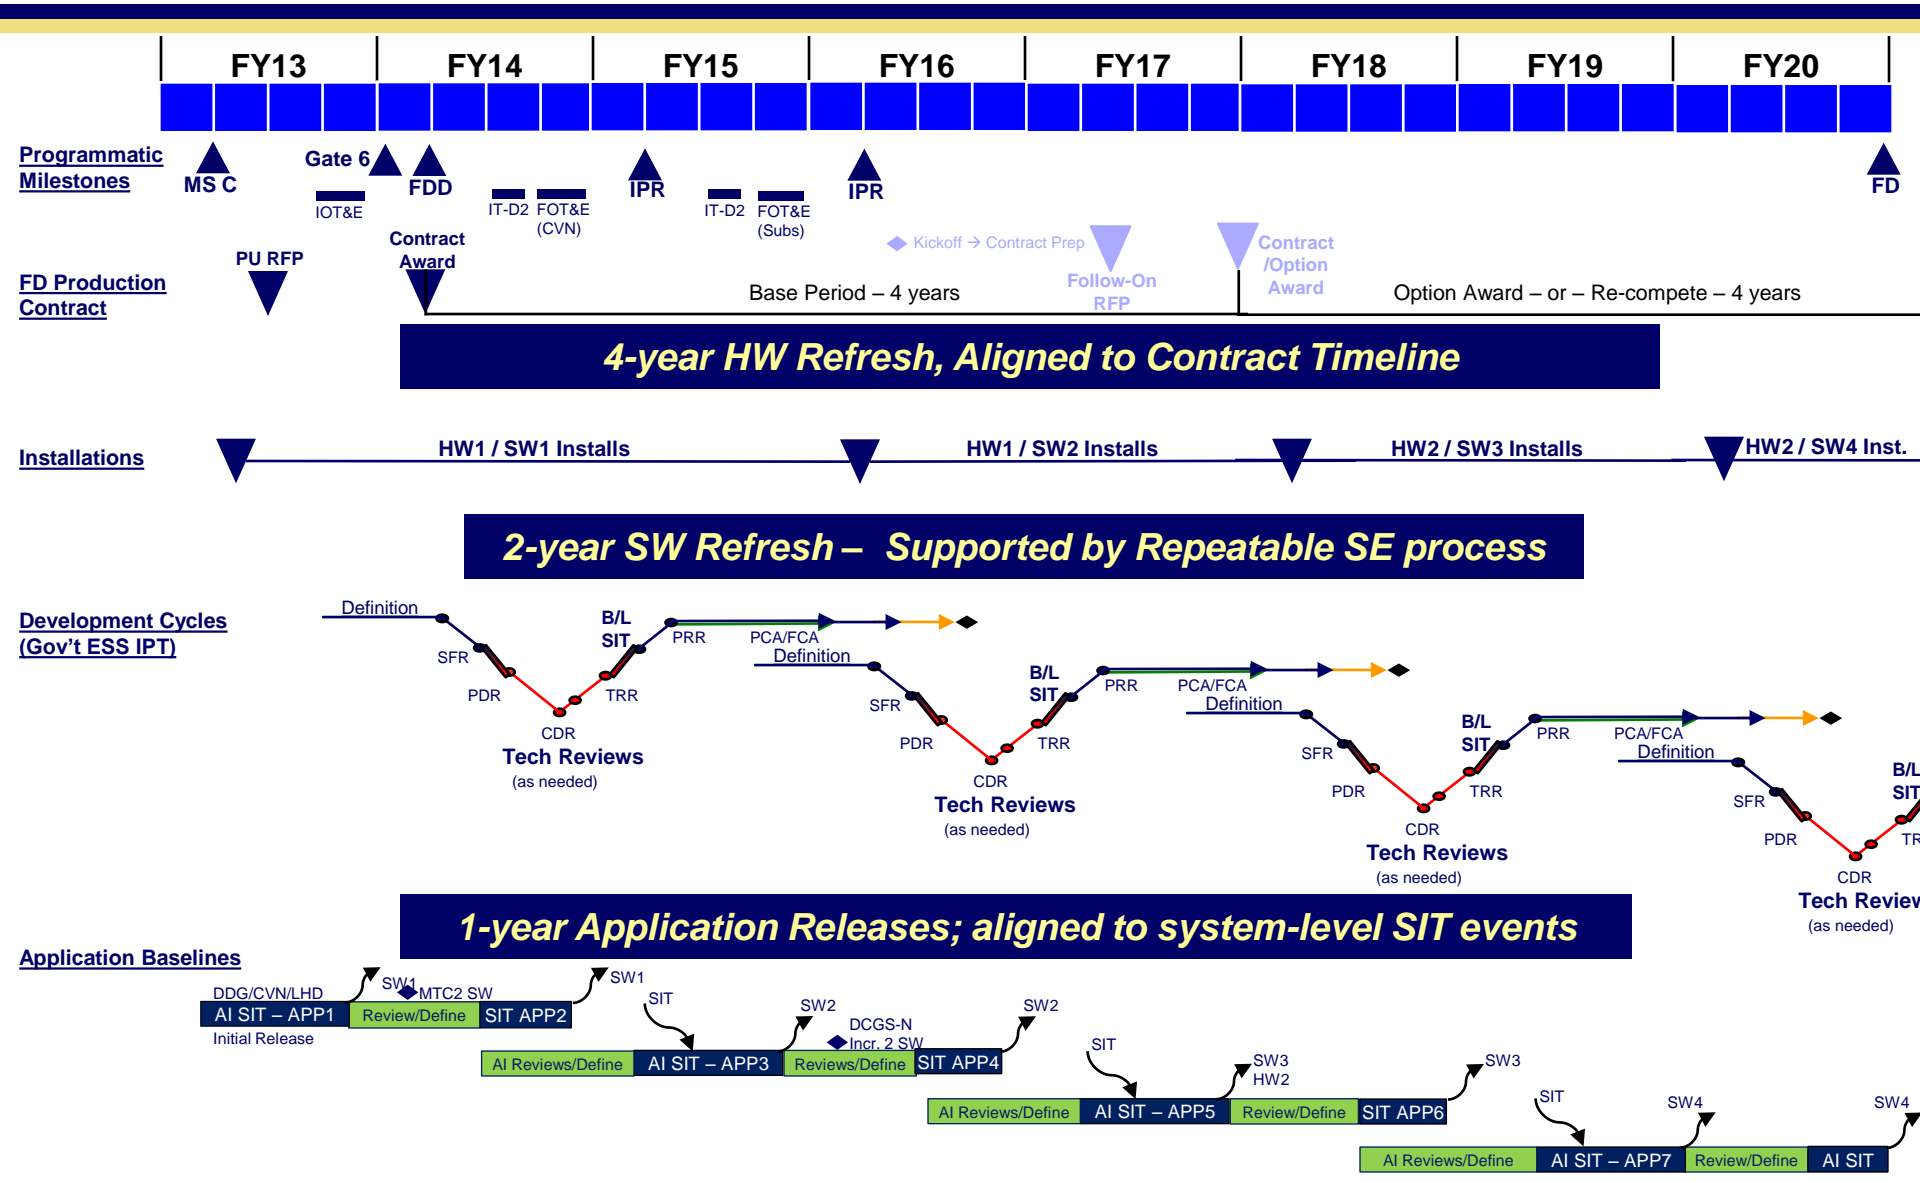 FY13 FY14 FY15 FY16 FY17 FY18 FY19 FY20
Programmatic
Milestones
MS C
Gate 6
IOT&E
FDD
IT-D2
FOT&E
(CVN)
IPR
IT-D2
FOT&E
(Subs)
IPR
FD
FD Production
Contract
PU RFP
Contract
Award
Kickoff → Contract Prep
Follow-On
RFP
Contract
/Option
Award
Base Period – 4 years
Option Award – or – Re-compete – 4 years
4-year HW Refresh, Aligned to Contract Timeline
Installations
HW1 / SW1 Installs
HW1 / SW2 Installs
HW2 / SW3 Installs
HW2 / SW4 Inst.
2-year SW Refresh – Supported by Repeatable SE process
Development Cycles
(Gov't ESS IPT)
Definition
SFR
PDR
CDR
TRR
B/L
SIT
PRR
PCA/FCA
Tech Reviews
(as needed)
Definition
SFR
PDR
CDR
TRR
B/L
SIT
PRR
PCA/FCA
Tech Reviews
(as needed)
Definition
SFR
PDR
CDR
TRR
B/L
SIT
PRR
PCA/FCA
Tech Reviews
(as needed)
Definition
SFR
PDR
CDR
TR
B/L
SIT
Tech Review
(as needed)
1-year Application Releases; aligned to system-level SIT events
Application Baselines
DDG/CVN/LHD
AI SIT – APP1
Initial Release
SW1
MTC2 SW
Review/Define
SIT APP2
SW1
SIT
AI Reviews/Define
AI SIT – APP3
SW2
DCGS-N
Incr. 2 SW
Reviews/Define
SIT APP4
SW2
SIT
AI Reviews/Define
AI SIT – APP5
SW3
HW2
Review/Define
SIT APP6
SW3
SIT
AI Reviews/Define
AI SIT – APP7
SW4
Review/Define
AI SIT
SW4